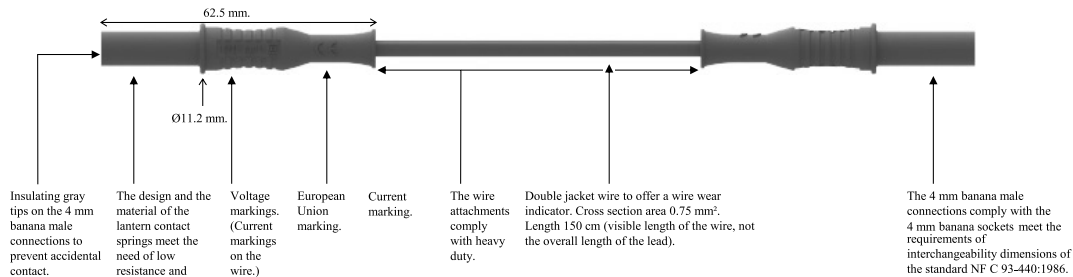 62.5 mm.
Ø11.2 mm.
Insulating gray
tips on the 4 mm
banana male
connections to
prevent accidental
contact.
The design and the
material of the
lantern contact
springs meet the
need of low
resistance and
Voltage
markings.
(Current
markings
on the
wire.)
European
Union
marking.
Current
marking.
The wire
attachments
comply
with heavy
duty.
Double jacket wire to offer a wire wear
indicator. Cross section area 0.75 mm².
Length 150 cm (visible length of the wire, not
the overall length of the lead).
The 4 mm banana male
connections comply with the
4 mm banana sockets meet the
requirements of
interchangeability dimensions of
the standard NF C 93-440:1986.